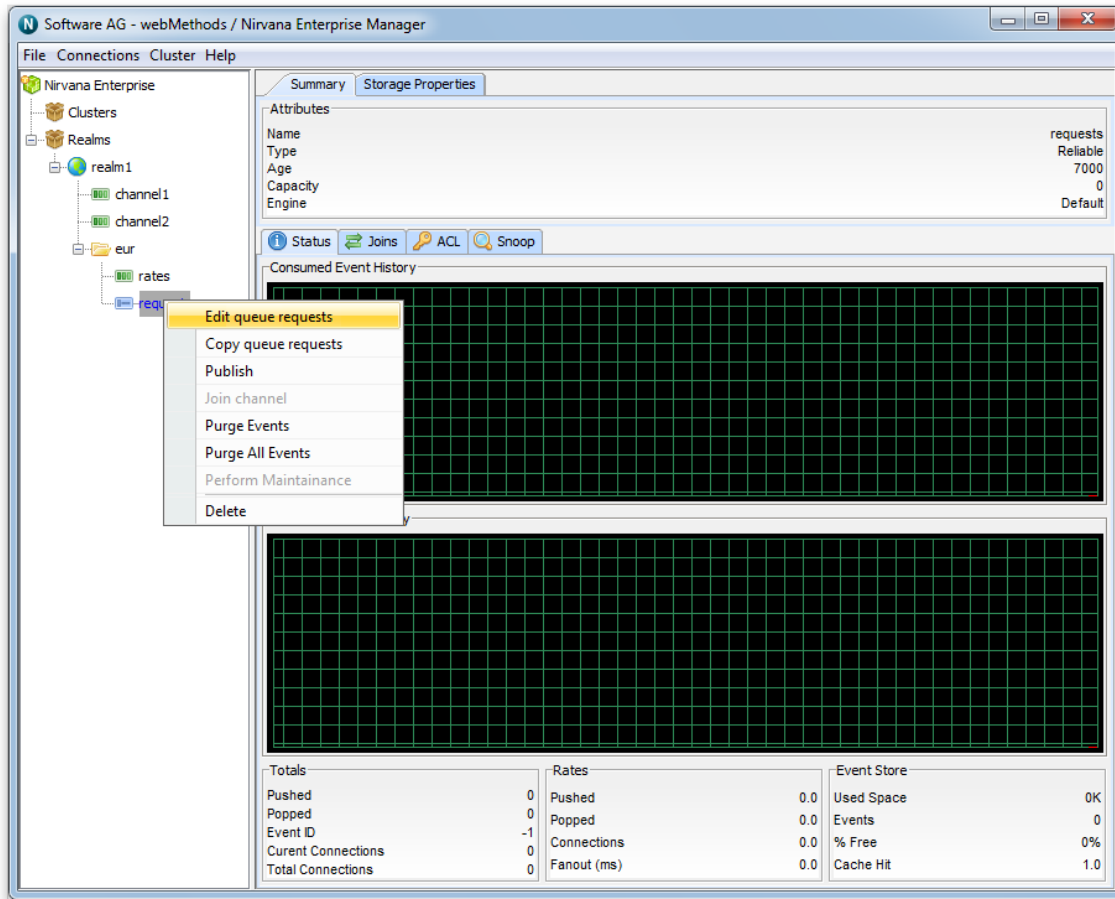 Software AG - webMethods / Nirvana Enterprise Manager
File Connections Cluster Help
Nirvana Enterprise
Clusters
Realms
realm1
channel1
channel2
eur
rates
Edit queue requests
Copy queue requests
Publish
Join channel
Purge Events
Purge All Events
Perform Maintainance
Delete
Summary Storage Properties
Attributes
Name requests
Type Reliable
Age 7000
Capacity 0
Engine Default
Status Joins ACL Snoop
Consumed Event History
Totals
Pushed 0
Popped 0
Event ID -1
Curent Connections 0
Total Connections 0
Rates
Pushed 0.0
Popped 0.0
Connections 0.0
Fanout (ms) 0.0
Event Store
Used Space 0K
Events 0
% Free 0%
Cache Hit 1.0